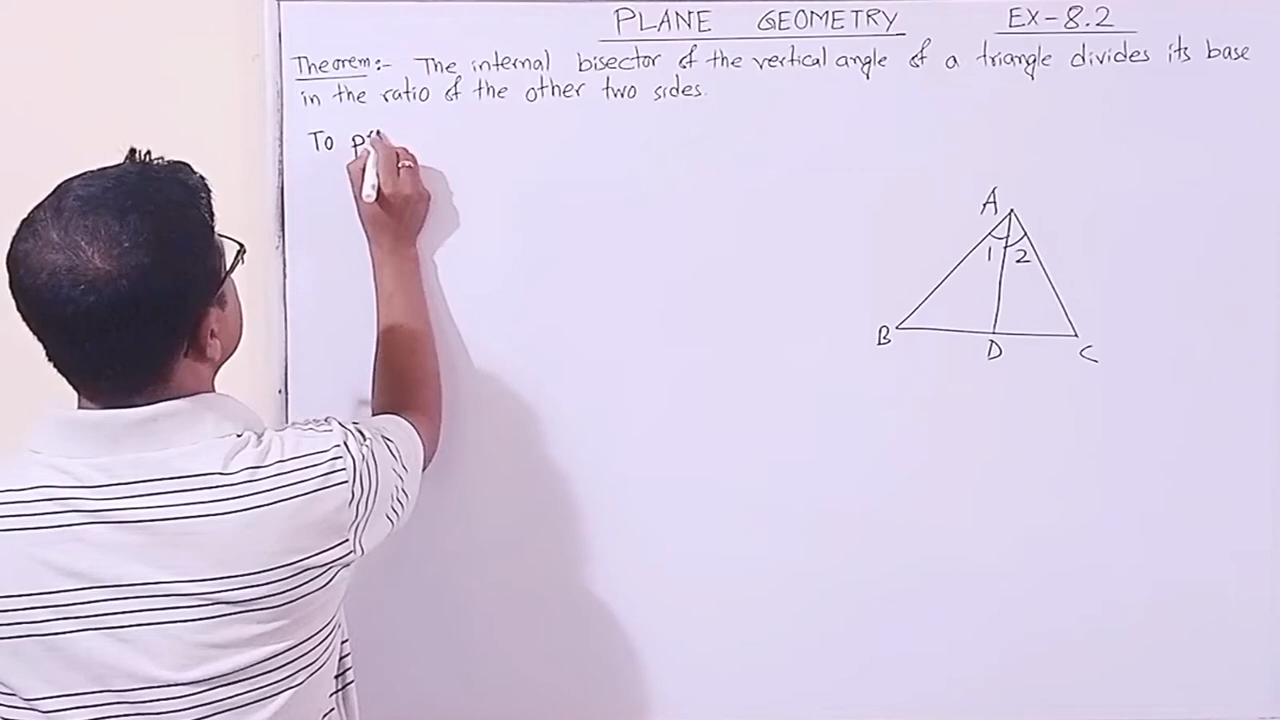 PLANE GEOMETRY EX-8.2
Theorem:- The internal bisector of the vertical angle of a triangle divides its base
in the ratio of the other two sides.
To
A
1 2
B D C